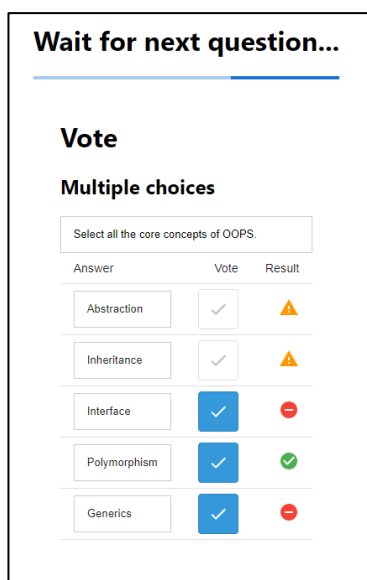 Wait for next question...
Vote
Multiple choices
Select all the core concepts of OOPS.
Answer Vote Result
Abstraction
Inheritance
Interface
Polymorphism
Generics